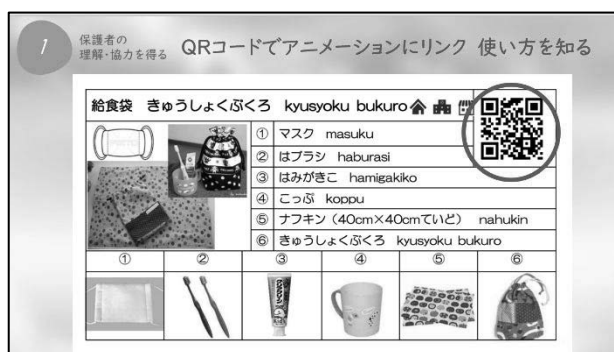 1
保護者の
理解・協力を得る
QRコードでアニメーションにリンク 使い方を知る
給食袋 きゅうしょくぶくろ kyusyoku bukuro
① マスク masuku
② はブラシ haburasi
③ はみがきこ hamigakiko
④ こっぷ koppu
⑤ ナフキン（40cm×40cmていど） nahukin
⑥ きゅうしょくぶくろ kyusyoku bukuro
① ② ③ ④ ⑤ ⑥